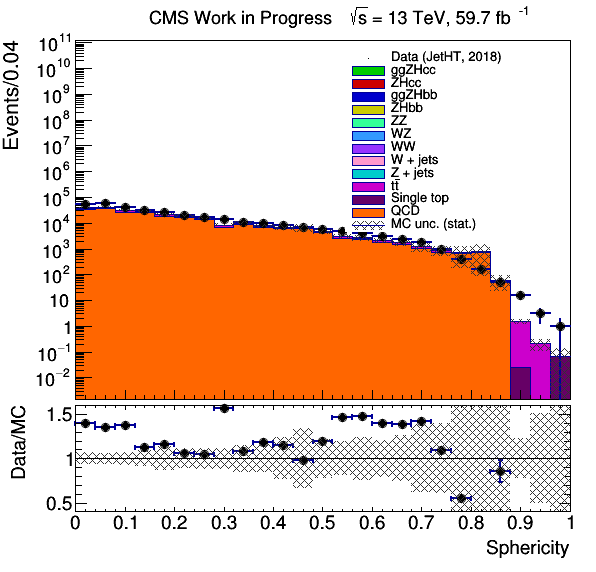 CMS Work in Progress √s = 13 TeV, 59.7 fb⁻¹
Events/0.04
10¹¹
10¹⁰
10⁹
10⁸
10⁷
10⁶
10⁵
10⁴
10³
10²
10
1
10⁻¹
10⁻²
Data (JetHT, 2018)
ggZHcc
ZHcc
ggZHbb
ZHbb
ZZ
WZ
WW
W + jets
Z + jets
tt̄
Single top
QCD
MC unc. (stat.)
Data/MC
1.5
1
0.5
0 0.1 0.2 0.3 0.4 0.5 0.6 0.7 0.8 0.9 1
Sphericity